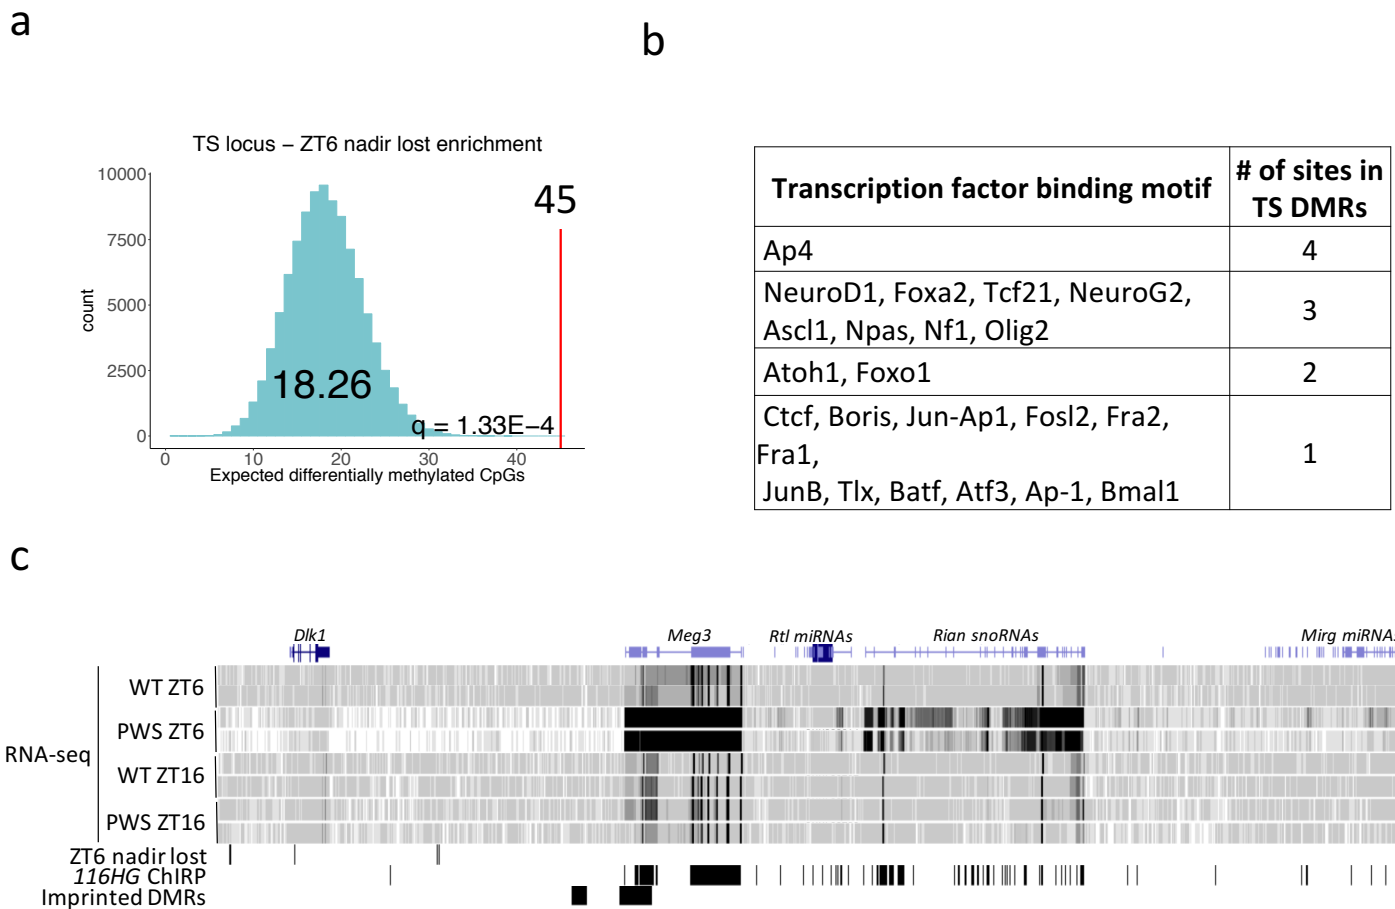 a
b
TS locus – ZT6 nadir lost enrichment
10000
7500
5000
2500
0
count
45
18.26
q = 1.33E−4
0 10 20 30 40
Expected differentially methylated CpGs
Transcription factor binding motif
# of sites in
TS DMRs
Ap4
4
NeuroD1, Foxa2, Tcf21, NeuroG2,
Ascl1, Npas, Nf1, Olig2
3
Atoh1, Foxo1
2
Ctcf, Boris, Jun-Ap1, Fosl2, Fra2,
Fra1,
JunB, Tlx, Batf, Atf3, Ap-1, Bmal1
1
c
Dlk1 Meg3 Rtl miRNAs Rian snoRNAs Mirg miRNAs
RNA-seq
WT ZT6
PWS ZT6
WT ZT16
PWS ZT16
ZT6 nadir lost
116HG ChIRP
Imprinted DMRs